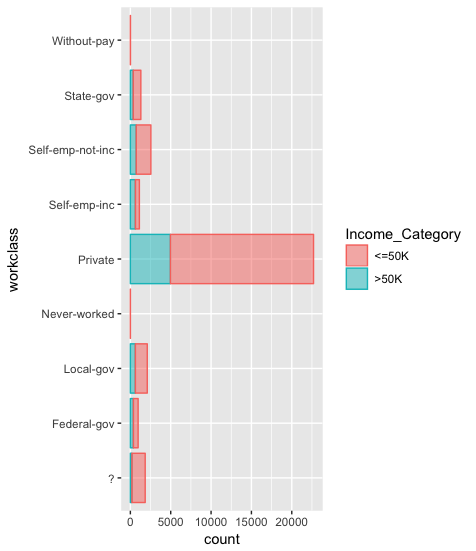 workclass
Without-pay
State-gov
Self-emp-not-inc
Self-emp-inc
Private
Never-worked
Local-gov
Federal-gov
?
0 5000 10000 15000 20000
count
Income_Category
<=50K
>50K